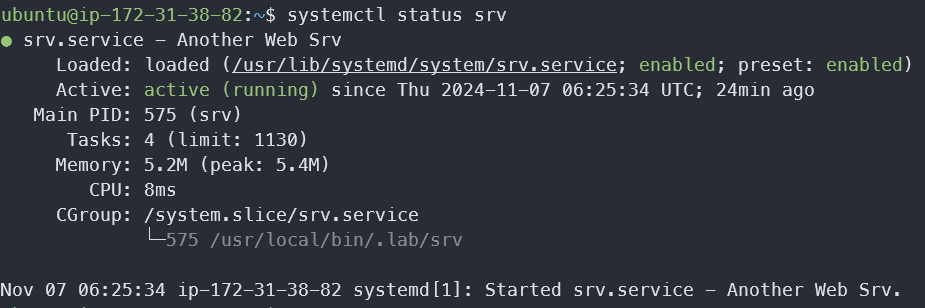 ubuntu@ip-172-31-38-82:~$ systemctl status srv
● srv.service – Another Web Srv
Loaded: loaded (/usr/lib/systemd/system/srv.service; enabled; preset: enabled)
Active: active (running) since Thu 2024-11-07 06:25:34 UTC; 24min ago
Main PID: 575 (srv)
Tasks: 4 (limit: 1130)
Memory: 5.2M (peak: 5.4M)
CPU: 8ms
CGroup: /system.slice/srv.service
└─575 /usr/local/bin/.lab/srv
Nov 07 06:25:34 ip-172-31-38-82 systemd[1]: Started srv.service – Another Web Srv.